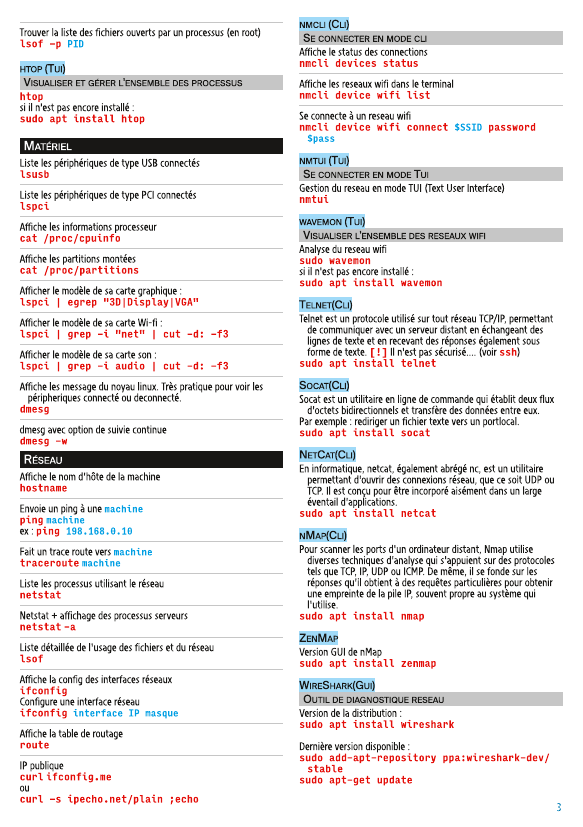 Trouver la liste des fichiers ouverts par un processus (en root)
lsof -p PID
HTOP (TUI)
VISUALISER ET GÉRER L'ENSEMBLE DES PROCESSUS
htop
si il'n'est pas encore installé :
sudo apt install htop
MATÉRIEL
Liste les périphériques de type USB connectés
lsusb
Liste les périphériques de type PCI connectés
lspci
Affiche les informations processeur
cat /proc/cpuinfo
Affiche les partitions montées
cat /proc/partitions
Afficher le modèle de sa carte graphique :
lspci | egrep "3D|Display|VGA"
Afficher le modèle de sa carte Wi-fi :
lspci | grep -i "net" | cut -d: -f3
Afficher le modèle de sa carte son :
lspci | grep -i audio | cut -d: -f3
Affiche les message du noyau linux. Très pratique pour voir les
péripheriques connecté ou deconnecté.
dmesg
dmesg avec option de suivie continue
dmesg -w
RÉSEAU
Affiche le nom d'hôte de la machine
hostname
Envoie un ping à une machine
ping machine
ex : ping 198.168.0.10
Fait un trace route vers machine
traceroute machine
Liste les processus utilisant le réseau
netstat
Netstat + affichage des processus serveurs
netstat -a
Liste détaillée de l'usage des fichiers et du réseau
lsof
Affiche la config des interfaces réseaux
ifconfig
Configure une interface réseau
ifconfig interface IP masque
Affiche la table de routage
route
IP publique
curl ifconfig.me
ou
curl -s ipecho.net/plain ;echo
NMCLI (CLI)
SE CONNECTER EN MODE CLI
Affiche le status des connections
nmcli devices status
Affiche les reseaux wifi dans le terminal
nmcli device wifi list
Se connecte à un reseau wifi
nmcli device wifi connect $SSID password
$pass
NMTUI (TUI)
SE CONNECTER EN MODE TUI
Gestion du reseau en mode TUI (Text User Interface)
nmtui
WAVEMON (TUI)
VISUALISER L'ENSEMBLE DES RESEAUX WIFI
Analyse du reseau wifi
sudo wavemon
si il'n'est pas encore installé :
sudo apt install wavemon
TELNET(CLI)
Telnet est un protocole utilisé sur tout réseau TCP/IP, permettant
de communiquer avec un serveur distant en échangeant des
lignes de texte et en recevant des réponses également sous
forme de texte. [!] Il n'est pas sécurisé.... (voir ssh)
sudo apt install telnet
SOCAT(CLI)
Socat est un utilitaire en ligne de commande qui établit deux flux
d'octets bidirectionnels et transfère des données entre eux.
Par exemple : rediriger un fichier texte vers un portlocal.
sudo apt install socat
NETCAT(CLI)
En informatique, netcat, également abrégé nc, est un utilitaire
permettant d'ouvrir des connexions réseau, que ce soit UDP ou
TCP. Il est conçu pour être incorporé aisément dans un large
éventail d'applications.
sudo apt install netcat
NMAP(CLI)
Pour scanner les ports d'un ordinateur distant, Nmap utilise
diverses techniques d'analyse qui s'appuient sur des protocoles
tels que TCP, IP, UDP ou ICMP. De même, il se fonde sur les
réponses qu'il obtient à des requêtes particulières pour obtenir
une empreinte de la pile IP, souvent propre au système qui
l'utilise.
sudo apt install nmap
ZENMAP
Version GUI de nMap
sudo apt install zenmap
WIRESHARK(GUI)
OUTIL DE DIAGNOSTIQUE RESEAU
Version de la distribution :
sudo apt install wireshark
Dernière version disponible :
sudo add-apt-repository ppa:wireshark-dev/
stable
sudo apt-get update
3